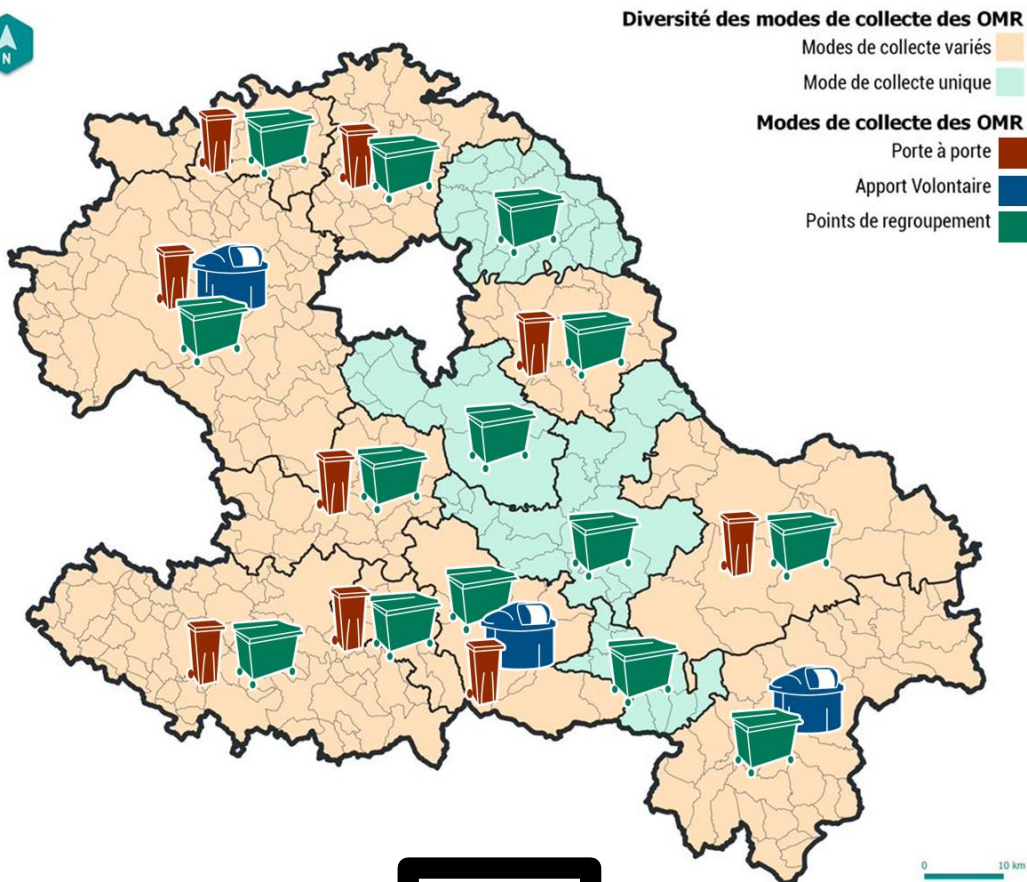 N
Diversité des modes de collecte des OMR
Modes de collecte variés
Mode de collecte unique
Modes de collecte des OMR
Porte à porte
Apport Volontaire
Points de regroupement
0 10 km